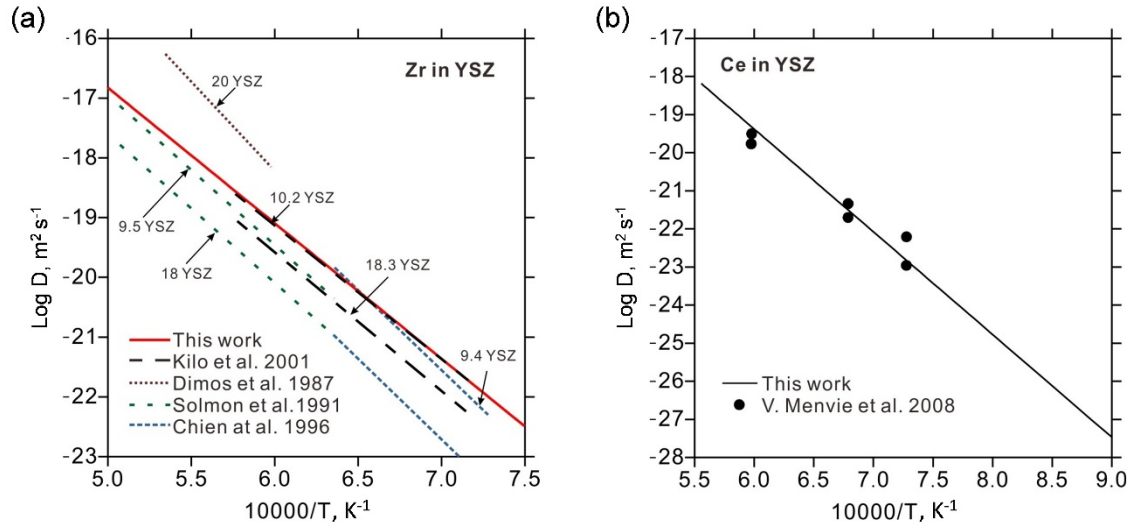 (a)
-16
-17
-18
-19
-20
-21
-22
-23
Log D, m² s⁻¹
Zr in YSZ
20 YSZ
9.5 YSZ
10.2 YSZ
18 YSZ
18.3 YSZ
9.4 YSZ
This work
Kilo et al. 2001
Dimos et al. 1987
Solmon et al.1991
Chien at al. 1996
5.0 5.5 6.0 6.5 7.0 7.5
10000/T, K⁻¹
(b)
-17
-18
-19
-20
-21
-22
-23
-24
-25
-26
-27
-28
Log D, m² s⁻¹
Ce in YSZ
This work
V. Menvie et al. 2008
5.5 6.0 6.5 7.0 7.5 8.0 8.5 9.0
10000/T, K⁻¹